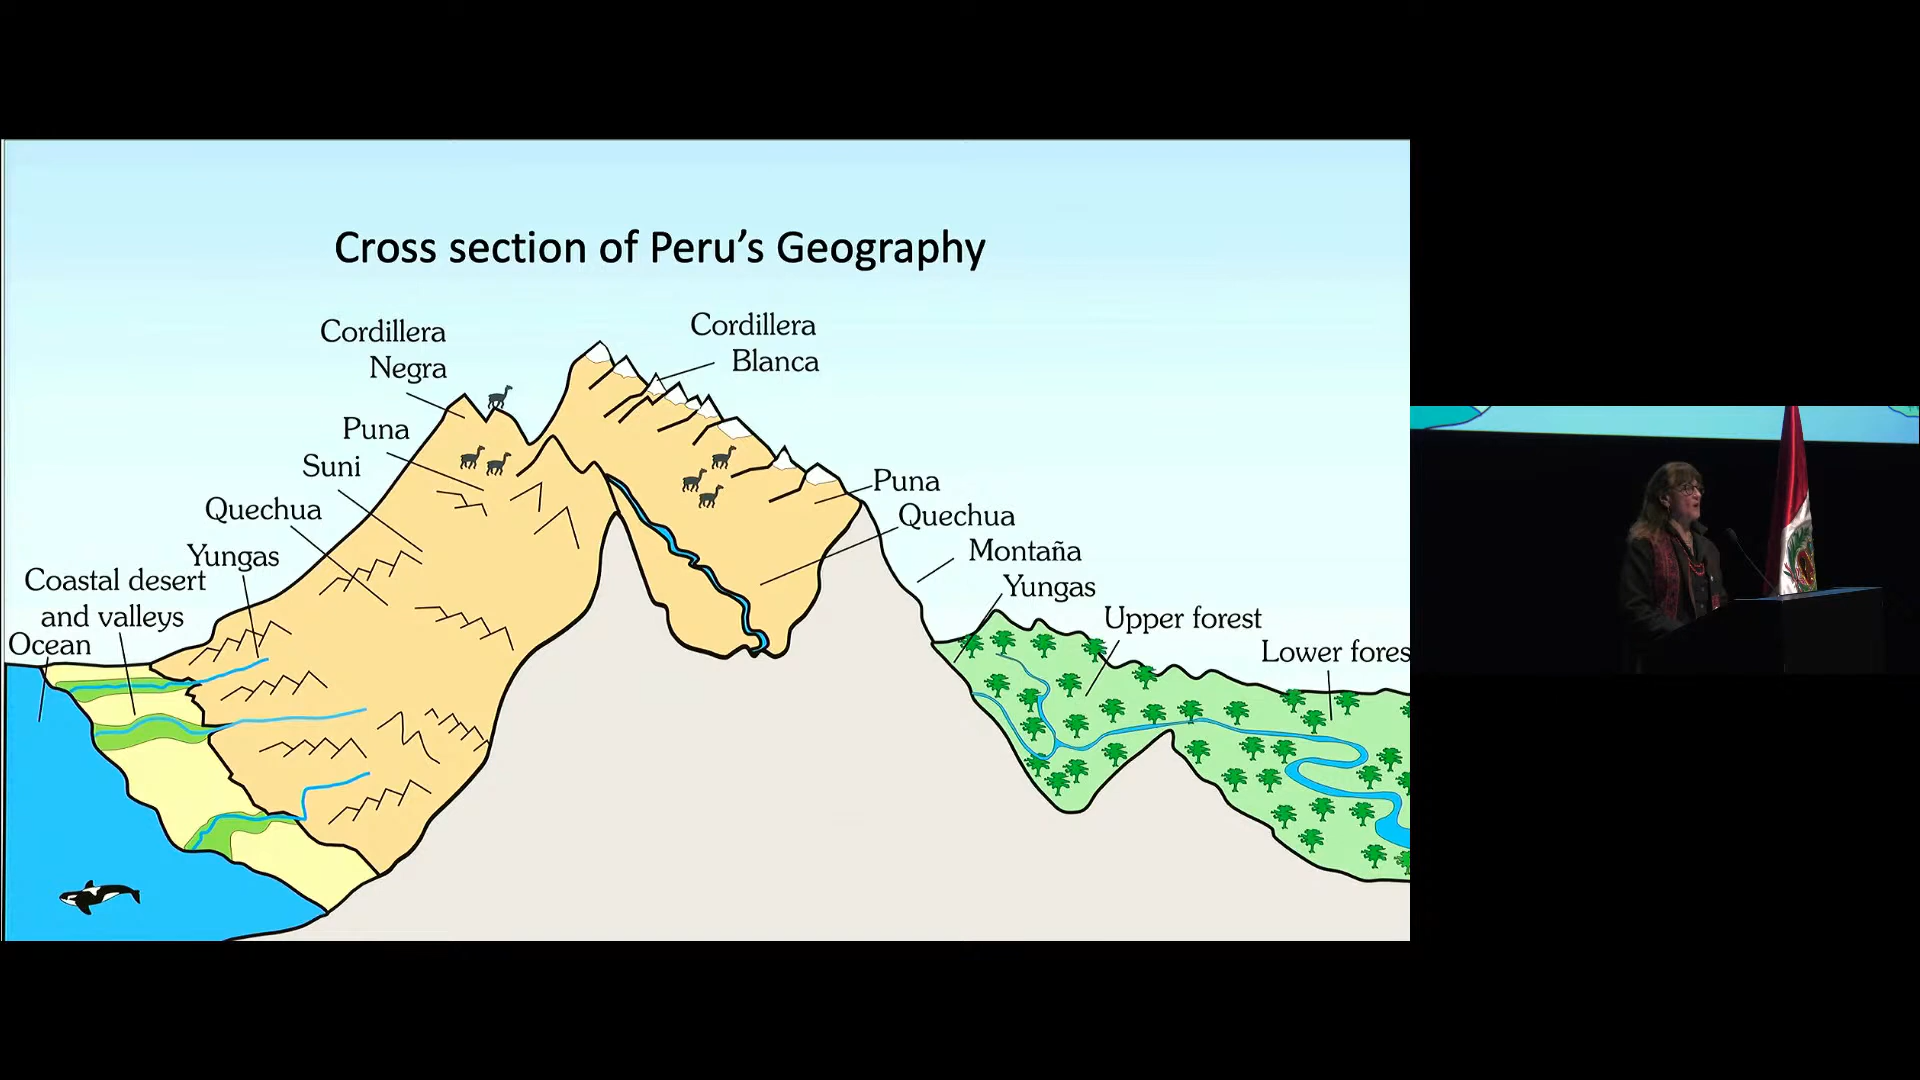 Cross section of Peru's Geography
Cordillera
Negra
Cordillera
Blanca
Puna
Suni
Quechua
Yungas
Coastal desert
and valleys
Ocean
Puna
Quechua
Montaña
Yungas
Upper forest
Lower fores